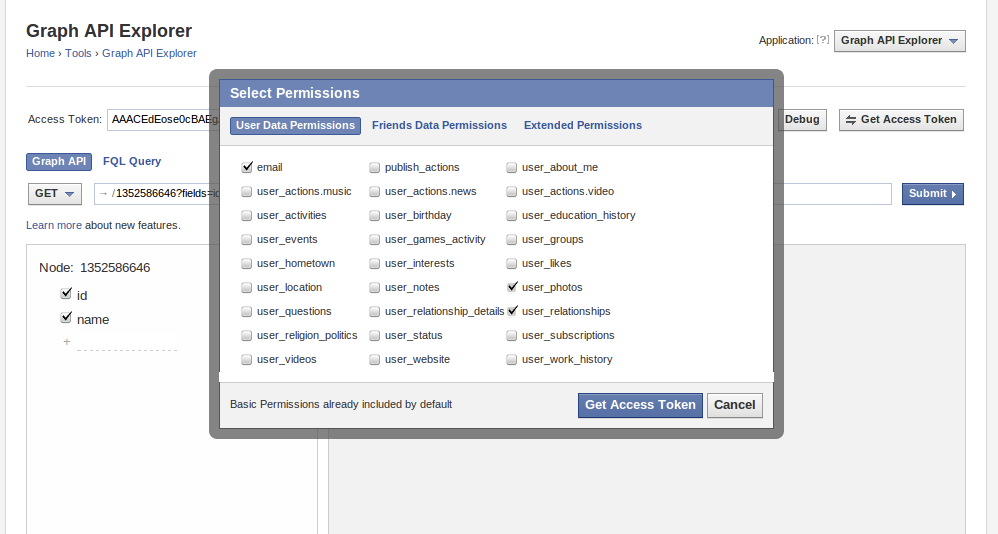 Graph API Explorer
Home › Tools › Graph API Explorer
Application: [?] Graph API Explorer
Select Permissions
Access Token: AAACEdEose0cBAEg
Debug
Get Access Token
User Data Permissions Friends Data Permissions Extended Permissions
Graph API FQL Query
email publish_actions user_about_me
GET → /1352586646?fields=id
Submit
user_actions.music user_actions.news user_actions.video
user_activities user_birthday user_education_history
Learn more about new features.
user_events user_games_activity user_groups
user_hometown user_interests user_likes
Node: 1352586646
user_location user_notes user_photos
id
user_questions user_relationship_details user_relationships
name
user_religion_politics user_status user_subscriptions
+
user_videos user_website user_work_history
Basic Permissions already included by default
Get Access Token Cancel